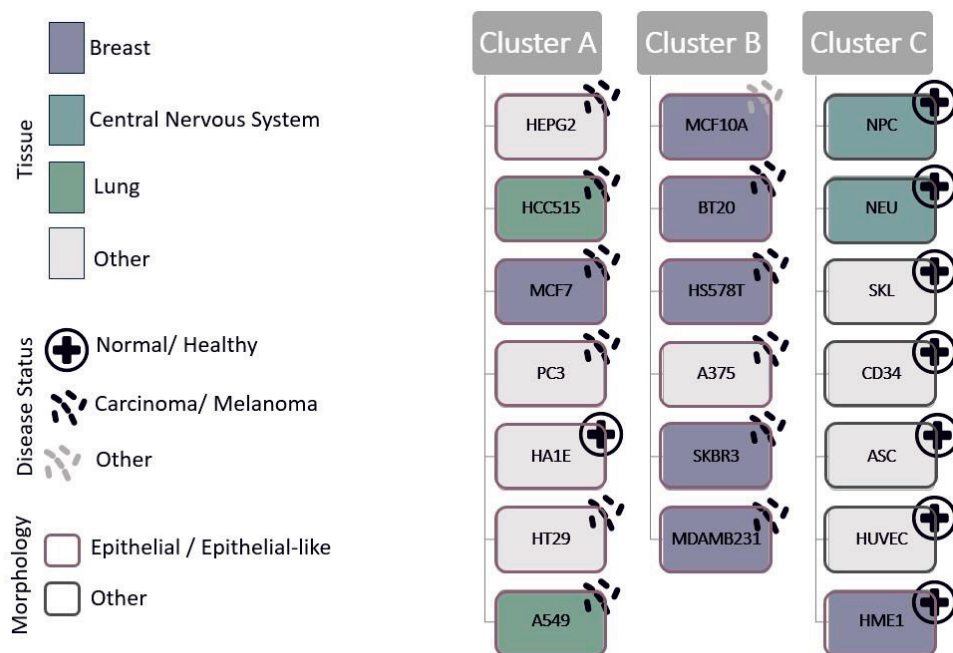 Tissue
Breast
Central Nervous System
Lung
Other
Disease Status
Normal/ Healthy
Carcinoma/ Melanoma
Other
Morphology
Epithelial / Epithelial-like
Other
Cluster A
HEPG2
HCC515
MCF7
PC3
HA1E
HT29
A549
Cluster B
MCF10A
BT20
HS578T
A375
SKBR3
MDAMB231
Cluster C
NPC
NEU
SKL
CD34
ASC
HUVEC
HME1